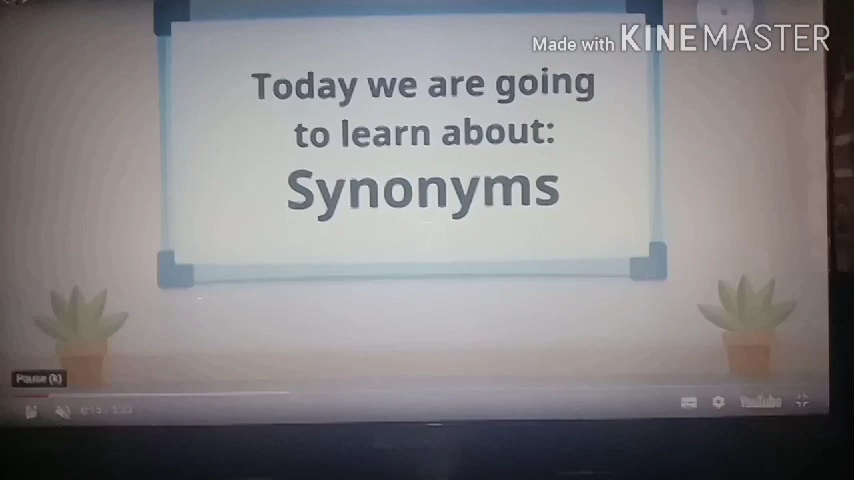 Made with KINEMASTER
Today we are going
to learn about:
Synonyms
Pause (k)
YouTube